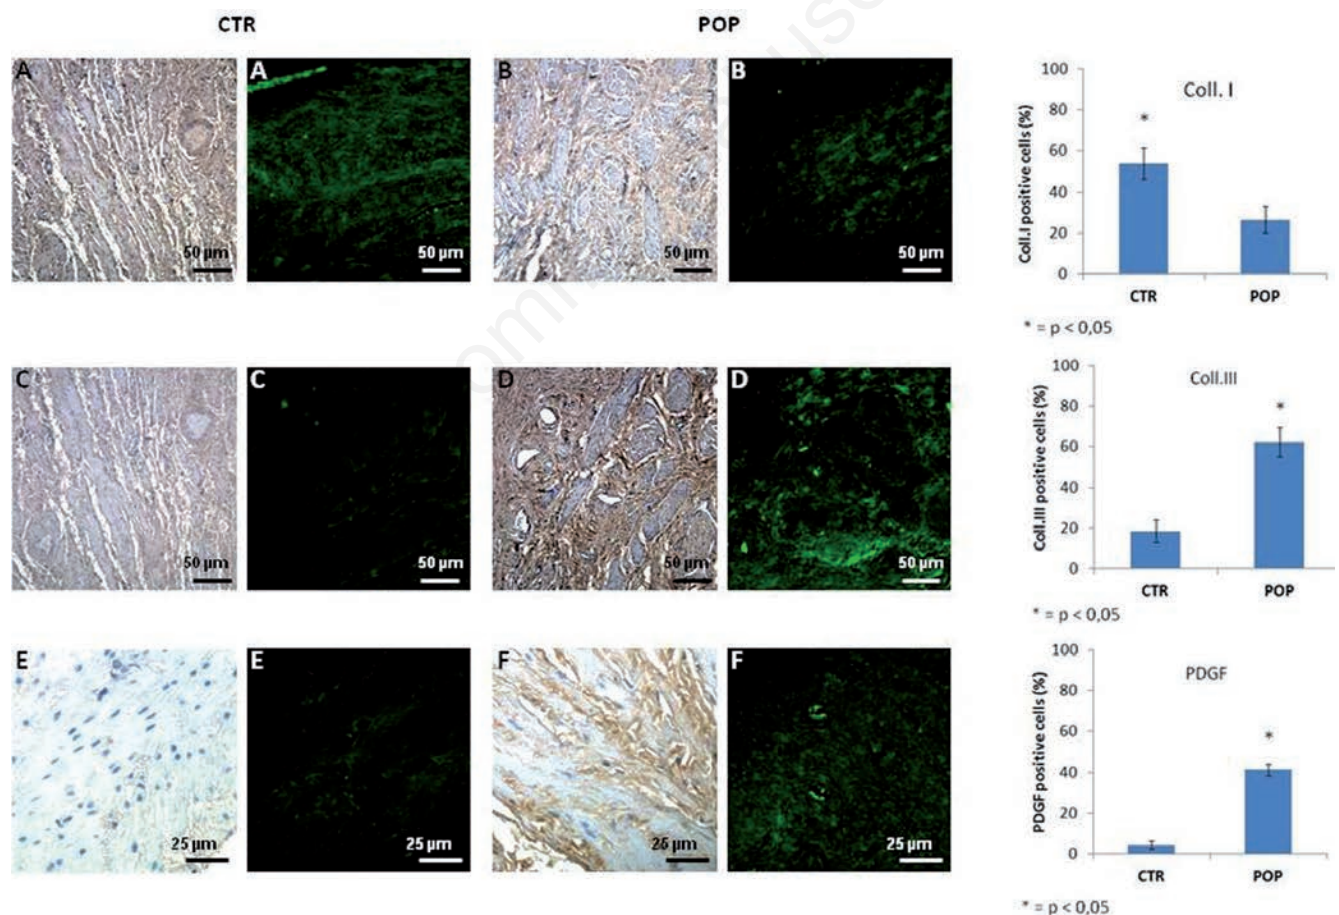 CTR
POP
A
50 µm
A
50 µm
B
50 µm
B
50 µm
100
80
60
40
20
0
Coll. I
*
Coll.I positive cells (%)
CTR
POP
* = p < 0,05
C
50 µm
C
50 µm
D
50 µm
D
50 µm
100
80
60
40
20
0
Coll.III
*
Coll.III positive cells (%)
CTR
POP
* = p < 0,05
E
25 µm
E
25 µm
F
25 µm
F
25 µm
100
80
60
40
20
0
PDGF
*
PDGF positive cells (%)
CTR
POP
* = p < 0,05